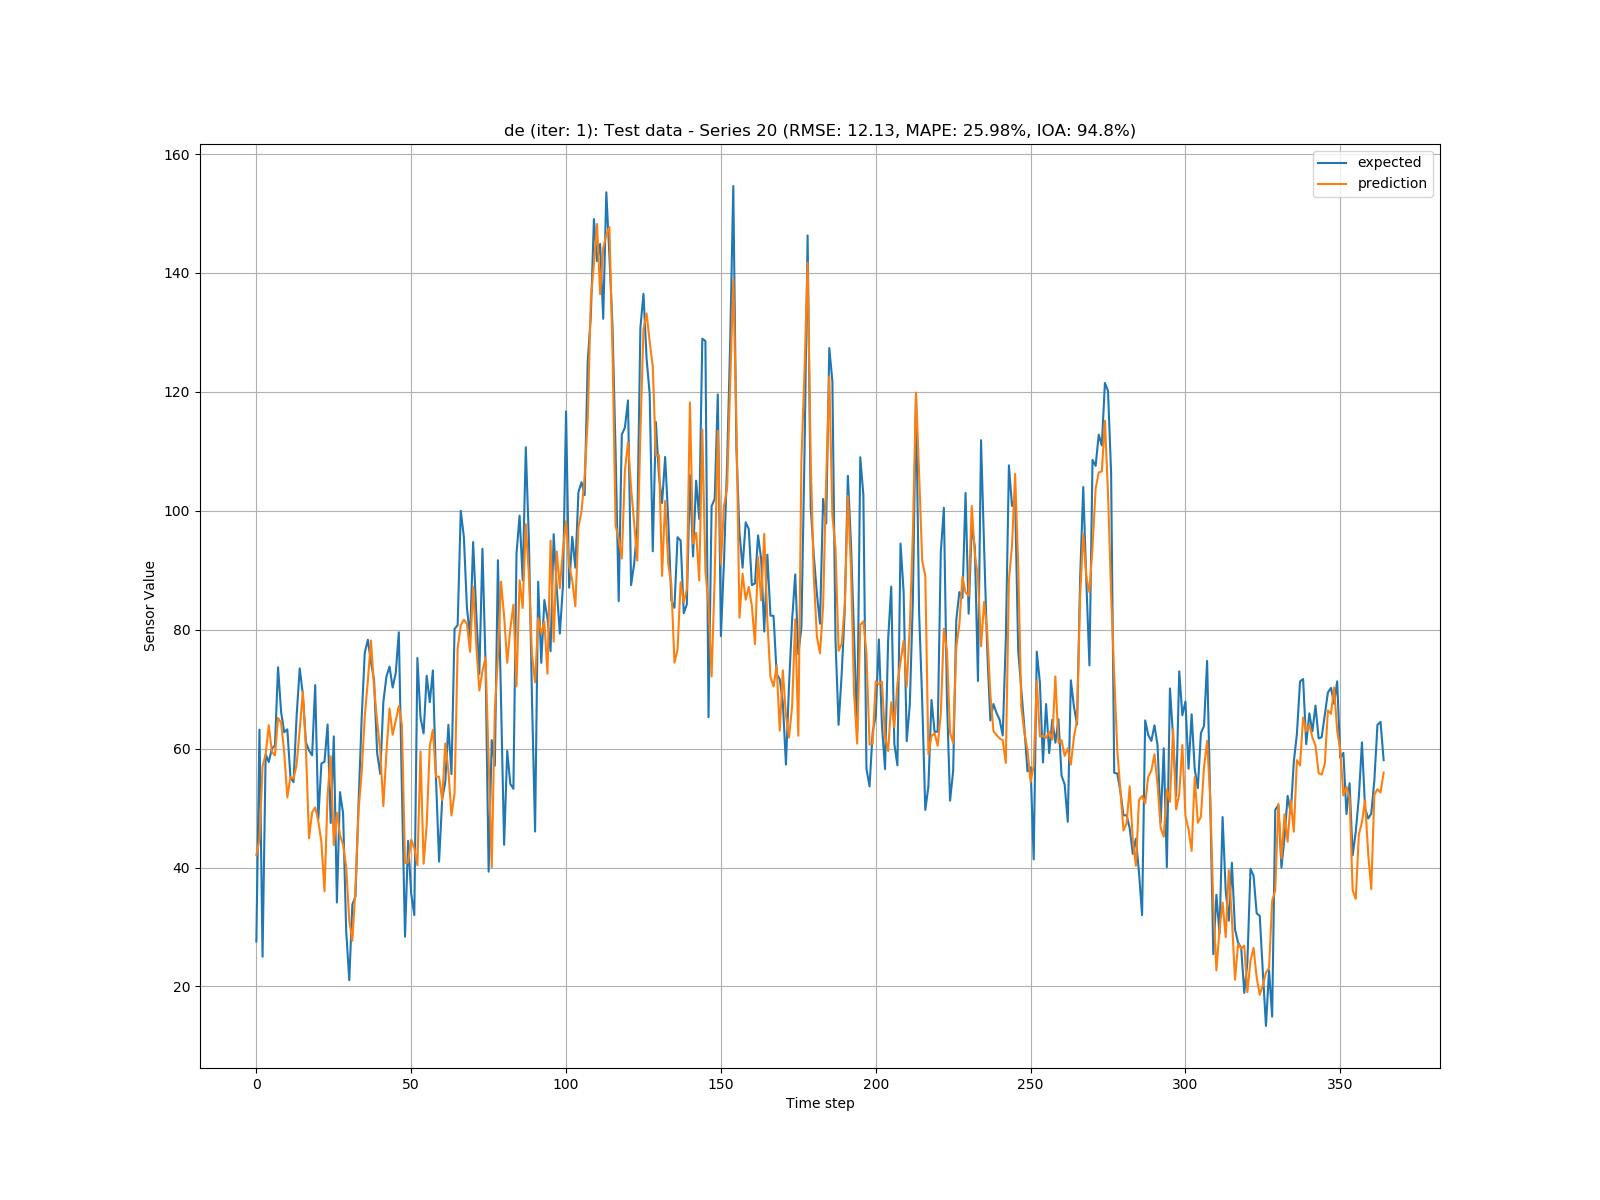 de (iter: 1): Test data - Series 20 (RMSE: 12.13, MAPE: 25.98%, IOA: 94.8%)
expected
prediction
160
140
120
100
80
60
40
20
Sensor Value
0 50 100 150 200 250 300 350
Time step